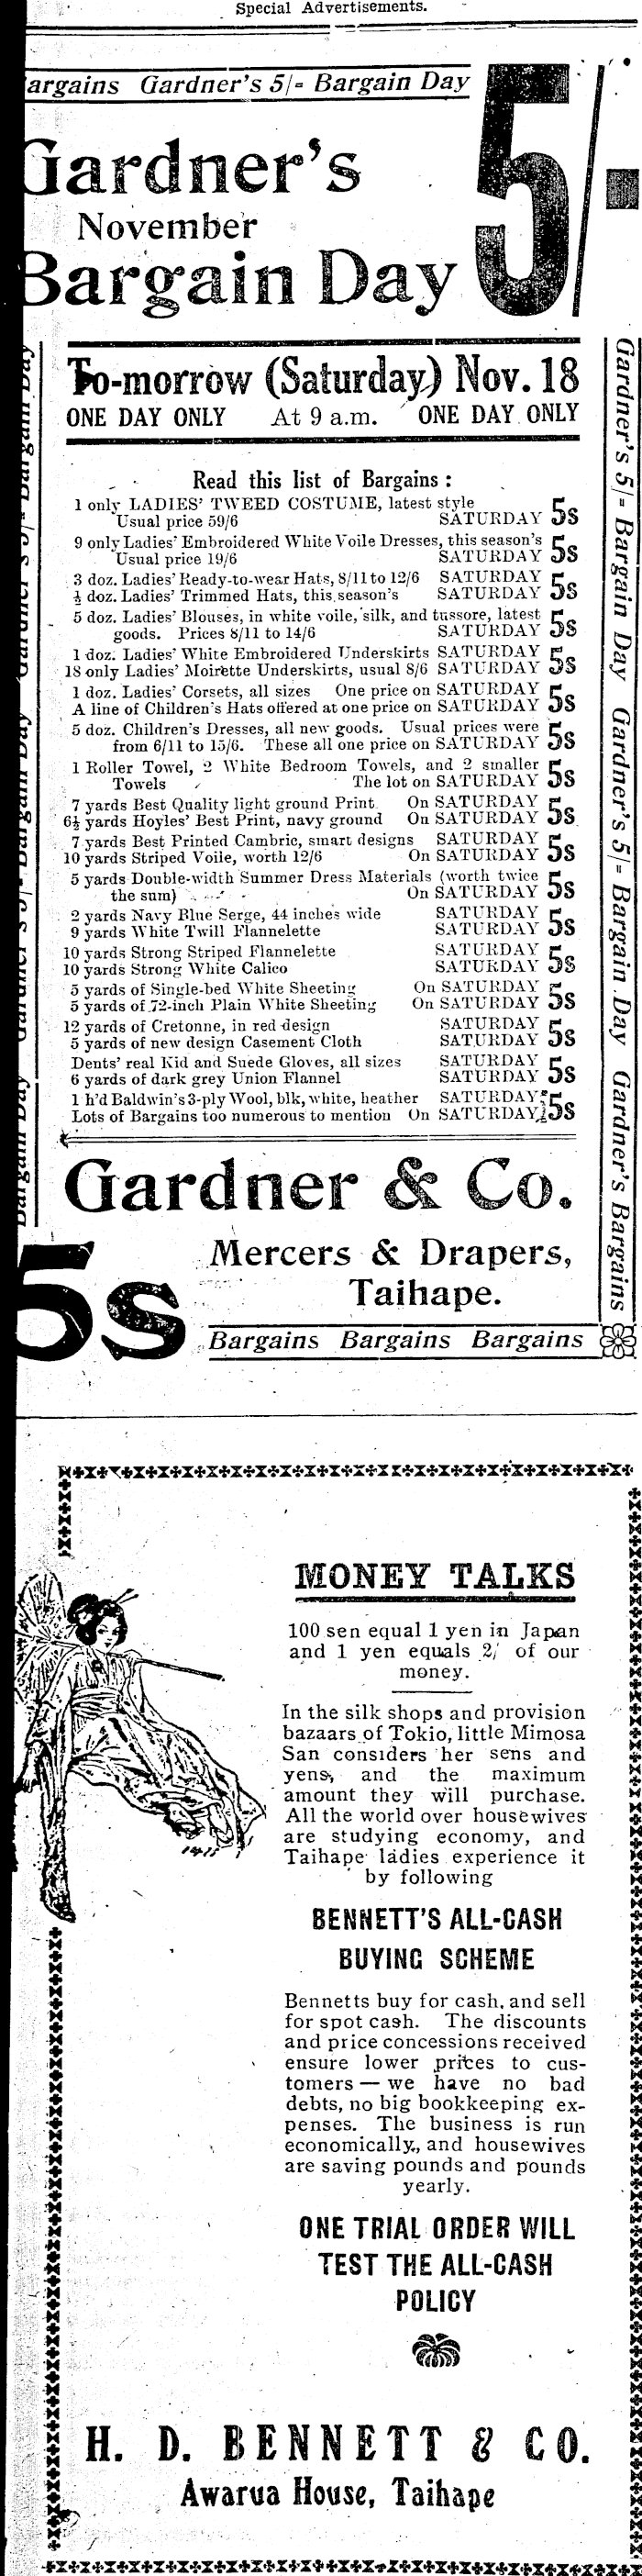 Special Advertisements.
argains Gardner's 5/- Bargain Day
5/-
Gardner's
November
Bargain Day
To-morrow (Saturday) Nov. 18
ONE DAY ONLY At 9 a.m. ONE DAY ONLY
Read this list of Bargains :
1 only LADIES' TWEED COSTUME, latest style
Usual price 59/6 SATURDAY 5s
9 only Ladies' Embroidered White Voile Dresses, this season's
Usual price 19/6 SATURDAY 5s
3 doz. Ladies' Ready-to-wear Hats, 8/11 to 12/6 SATURDAY
½ doz. Ladies' Trimmed Hats, this season's SATURDAY 5s
5 doz. Ladies' Blouses, in white voile, silk, and tussore, latest
goods. Prices 8/11 to 14/6 SATURDAY 5s
1 doz. Ladies' White Embroidered Underskirts SATURDAY
18 only Ladies' Moirette Underskirts, usual 8/6 SATURDAY 5s
1 doz. Ladies' Corsets, all sizes One price on SATURDAY
A line of Children's Hats offered at one price on SATURDAY 5s
5 doz. Children's Dresses, all new goods. Usual prices were
from 6/11 to 15/6. These all one price on SATURDAY 5s
1 Roller Towel, 2 White Bedroom Towels, and 2 smaller
Towels The lot on SATURDAY 5s
7 yards Best Quality light ground Print On SATURDAY
6½ yards Hoyles' Best Print, navy ground On SATURDAY 5s
7 yards Best Printed Cambric, smart designs SATURDAY
10 yards Striped Voile, worth 12/6 On SATURDAY 5s
5 yards Double-width Summer Dress Materials (worth twice
the sum) On SATURDAY 5s
2 yards Navy Blue Serge, 44 inches wide SATURDAY
9 yards White Twill Flannelette SATURDAY 5s
10 yards Strong Striped Flannelette SATURDAY
10 yards Strong White Calico SATURDAY 5s
5 yards of Single-bed White Sheeting On SATURDAY
5 yards of 72-inch Plain White Sheeting On SATURDAY 5s
12 yards of Cretonne, in red design SATURDAY
5 yards of new design Casement Cloth SATURDAY 5s
Dents' real Kid and Suede Gloves, all sizes SATURDAY
6 yards of dark grey Union Flannel SATURDAY 5s
1 h'd Baldwin's 3-ply Wool, blk, white, heather SATURDAY
Lots of Bargains too numerous to mention On SATURDAY 5s
Gardner's 5/- Bargain Day Gardner's 5/- Bargain Day Gardner's Bargains
Bargain Day Gardner's 5/- Bargain Day Gardner's 5/- Bargain Day
Gardner & Co.
Mercers & Drapers,
Taihape.
5s
Bargains Bargains Bargains
MONEY TALKS
100 sen equal 1 yen in Japan
and 1 yen equals 2/ of our
money.
In the silk shops and provision
bazaars of Tokio, little Mimosa
San considers her sens and
yens, and the maximum
amount they will purchase.
All the world over housewives
are studying economy, and
Taihape ladies experience it
by following
BENNETT'S ALL-CASH
BUYING SCHEME
Bennetts buy for cash, and sell
for spot cash. The discounts
and price concessions received
ensure lower prites to cus-
tomers — we have no bad
debts, no big bookkeeping ex-
penses. The business is run
economically, and housewives
are saving pounds and pounds
yearly.
ONE TRIAL ORDER WILL
TEST THE ALL-CASH
POLICY
H. D. BENNETT & CO.
Awarua House, Taihape